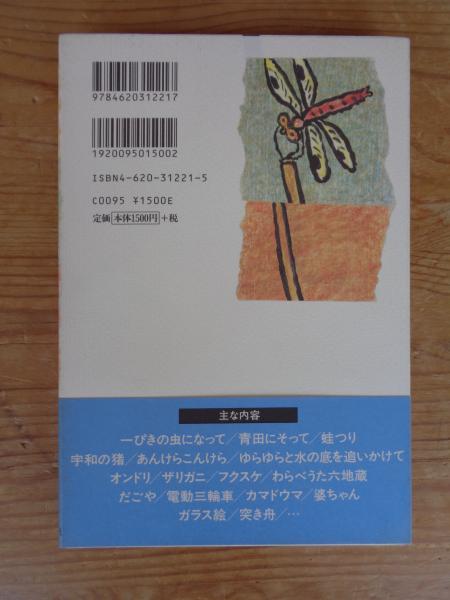 9784620312217
1920095015002
ISBN4-620-31221-5
C0095 ¥1500E
定価 本体1500円 +税
主な内容
一ぴきの虫になって/青田にそって/蛙つり
宇和の猪/あんけらこんけら/ゆらゆらと水の底を追いかけて
オンドリ/ザリガニ/フクスケ/わらべうた六地蔵
だごや/電動三輪車/カマドウマ/婆ちゃん
ガラス絵/突き舟/…